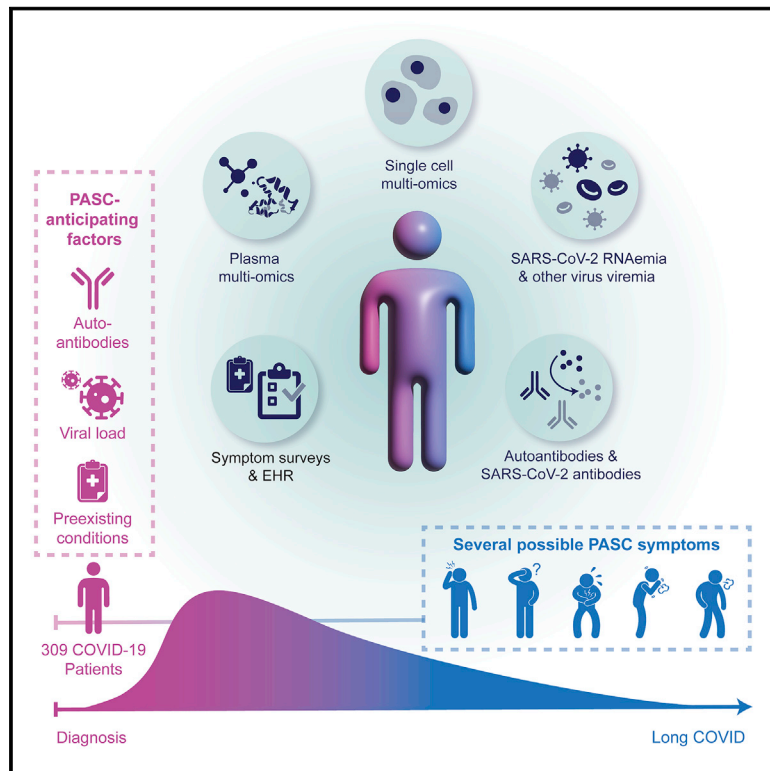 Single cell
multi-omics
PASC-
anticipating
factors
Plasma
multi-omics
SARS-CoV-2 RNAemia
& other virus viremia
Auto-
antibodies
Viral load
Symptom surveys
& EHR
Autoantibodies &
SARS-CoV-2 antibodies
Preexisting
conditions
Several possible PASC symptoms
?
309 COVID-19
Patients
Diagnosis
Long COVID